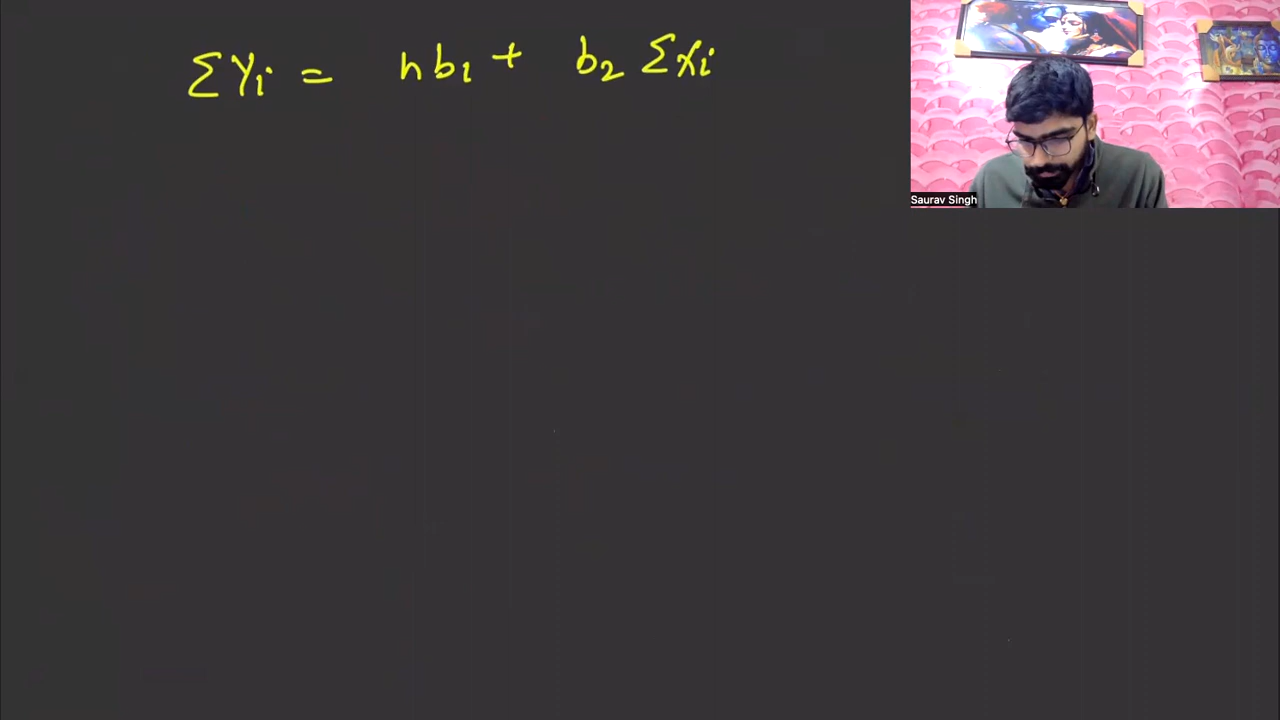 ΣYi = nb1 + b2 ΣXi
Saurav Singh